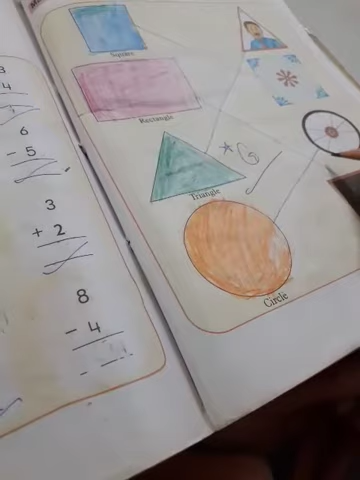 3
4
6
- 5
3
+ 2
8
- 4
Square
Rectangle
Triangle
Circle